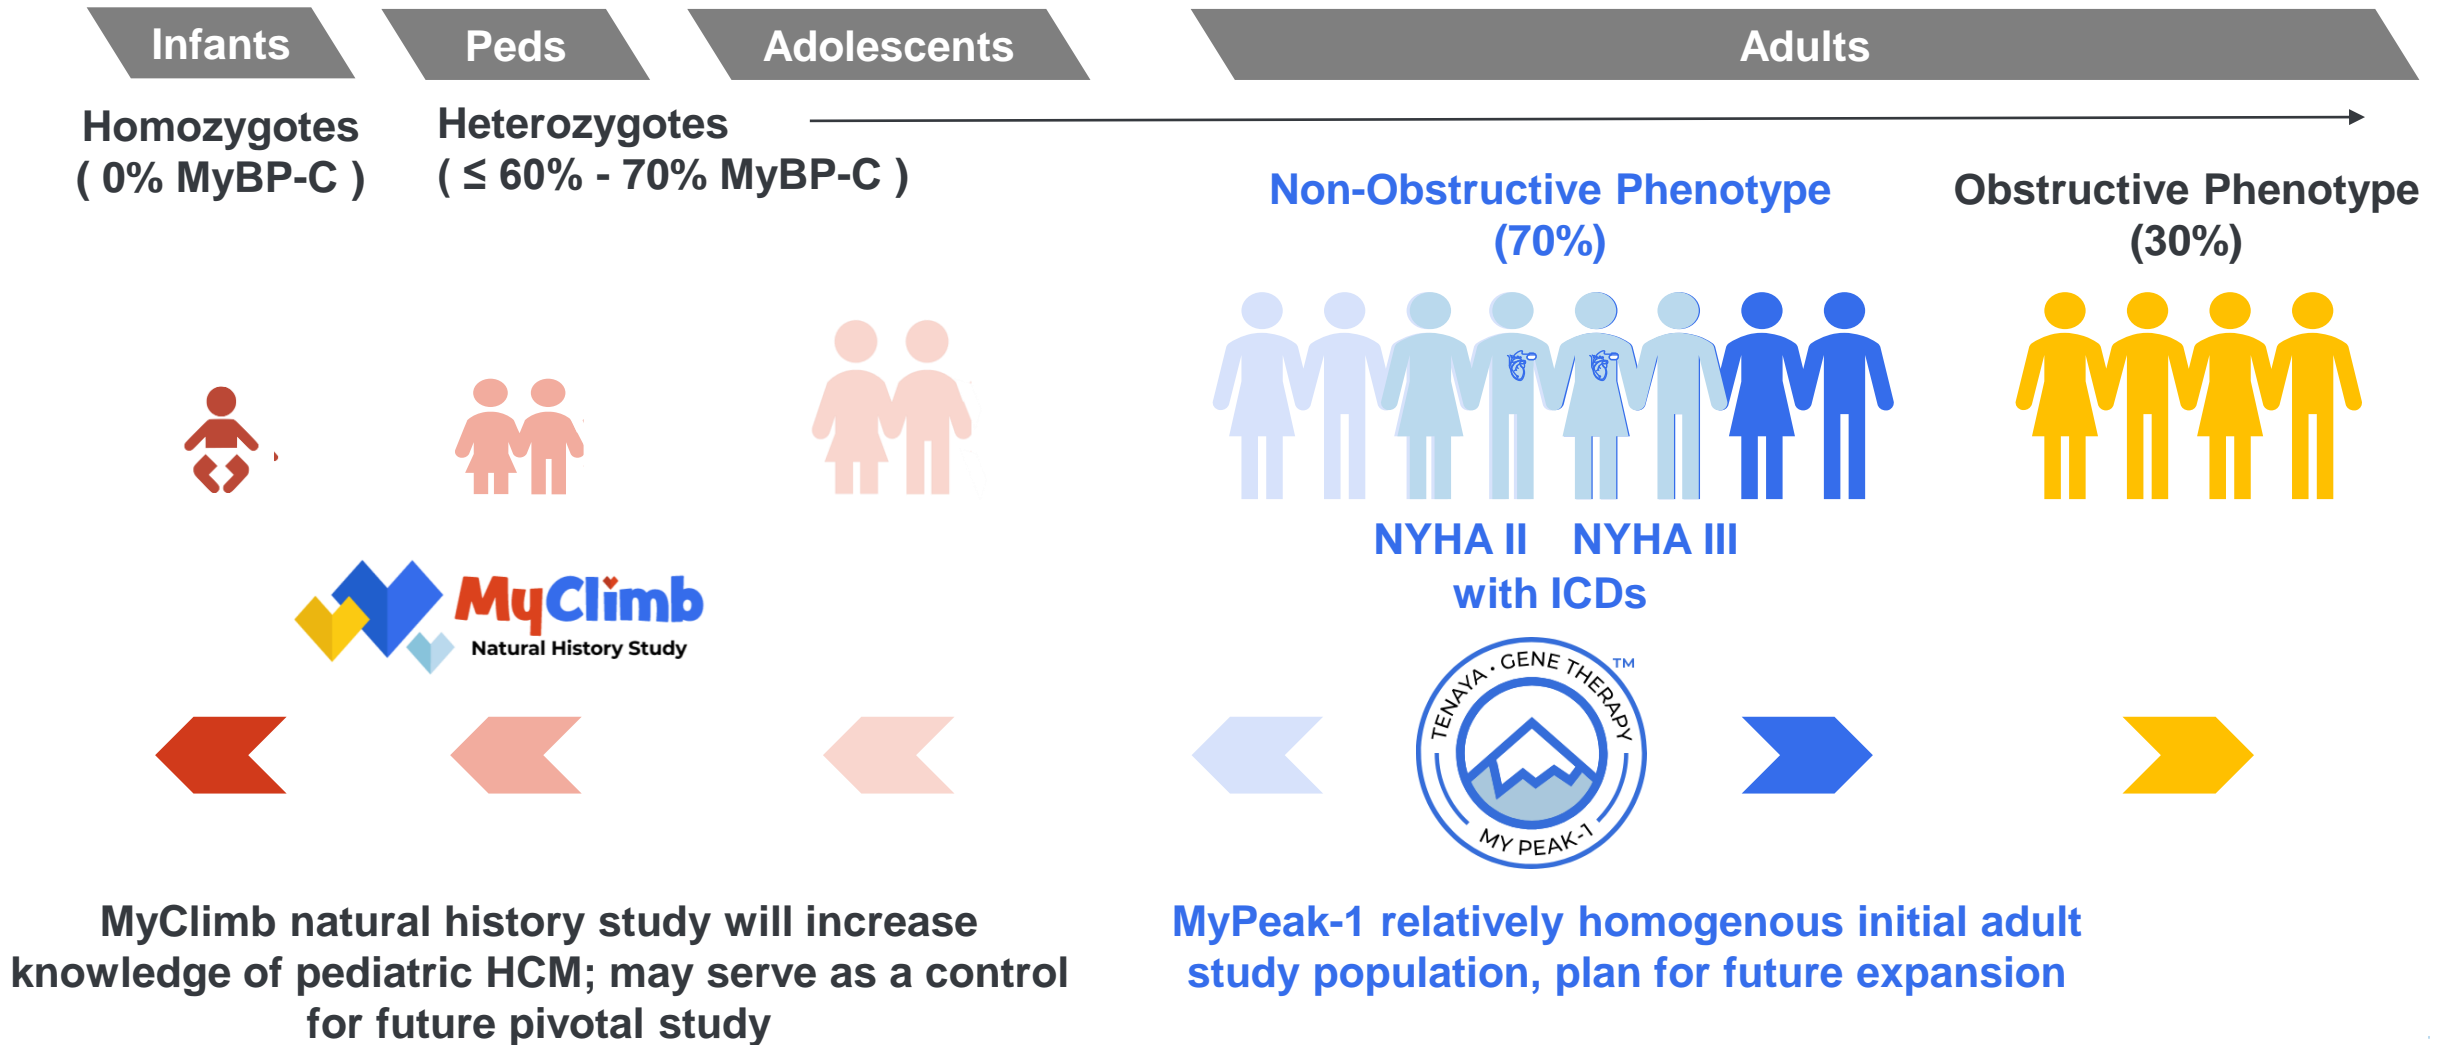 Infants
Peds
Adolescents
Adults
Homozygotes
( 0% MyBP-C )
Heterozygotes
( ≤ 60% - 70% MyBP-C )
Non-Obstructive Phenotype
(70%)
Obstructive Phenotype
(30%)
NYHA II NYHA III
with ICDs
MyClimb
Natural History Study
TENAYA · GENE THERAPY
TM
MY PEAK-1
MyClimb natural history study will increase
knowledge of pediatric HCM; may serve as a control
for future pivotal study
MyPeak-1 relatively homogenous initial adult
study population, plan for future expansion